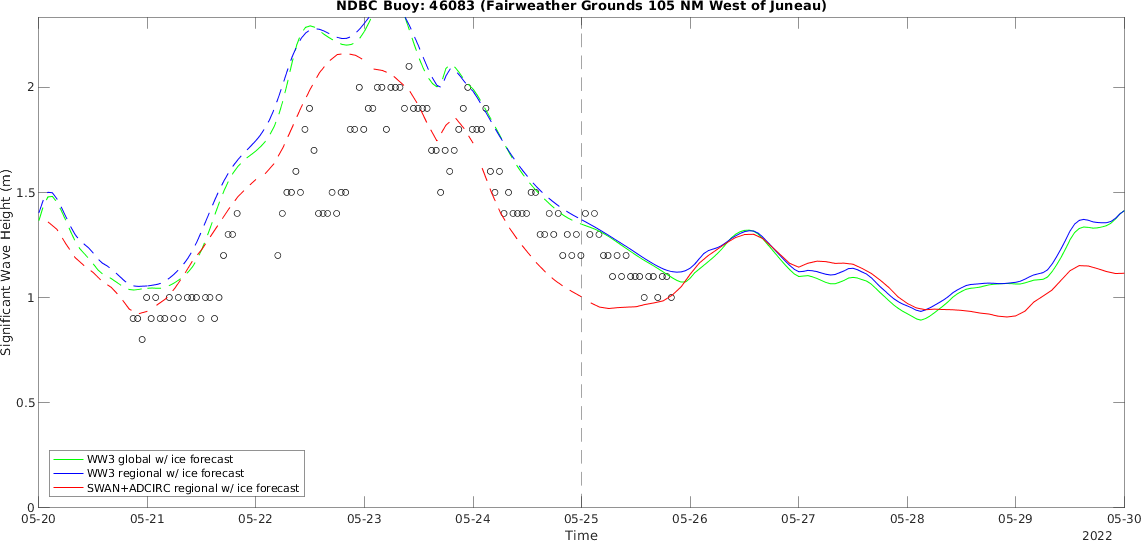 NDBC Buoy: 46083 (Fairweather Grounds 105 NM West of Juneau)
Significant Wave Height (m)
2
1.5
1
0.5
0
WW3 global w/ ice forecast
WW3 regional w/ ice forecast
SWAN+ADCIRC regional w/ ice forecast
05-20 05-21 05-22 05-23 05-24 05-25 05-26 05-27 05-28 05-29 05-30
Time
2022